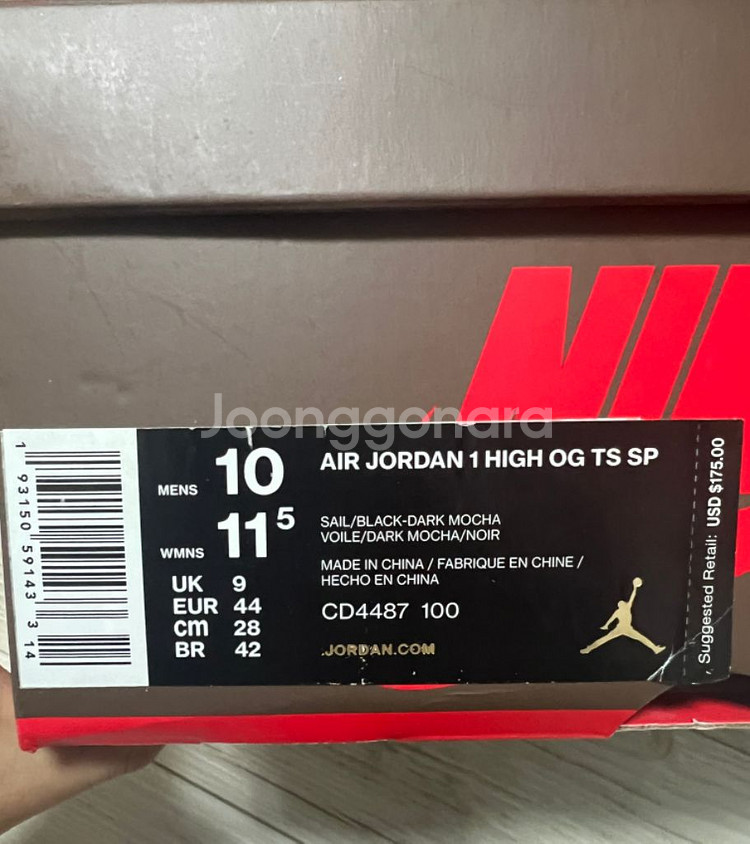 NIKE
Joonggonara
1 93150 59143 3 14
MENS 10
WMNS 11⁵
UK 9
EUR 44
cm 28
BR 42
AIR JORDAN 1 HIGH OG TS SP
SAIL/BLACK-DARK MOCHA
VOILE/DARK MOCHA/NOIR
MADE IN CHINA / FABRIQUE EN CHINE /
HECHO EN CHINA
CD4487 100
.JORDAN.COM
Suggested Retail: USD $175.00